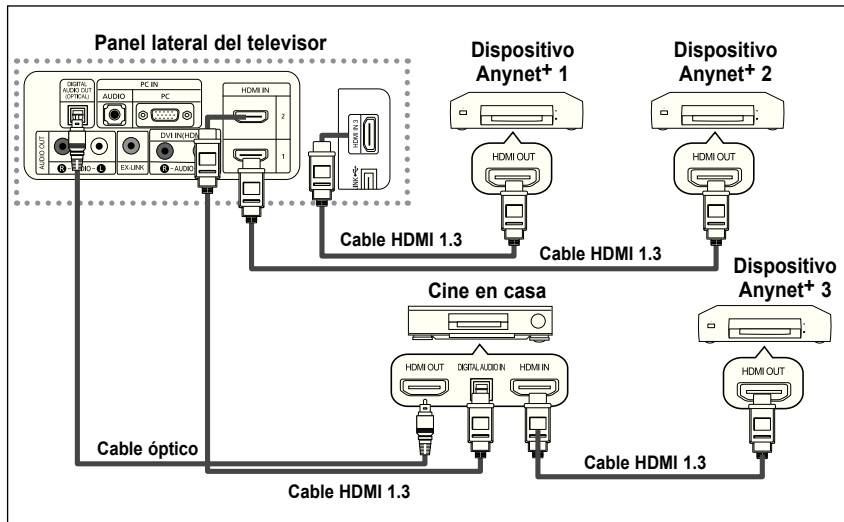 Panel lateral del televisor
Dispositivo
Anynet+ 1
Dispositivo
Anynet+ 2
DIGITAL
AUDIO OUT
(OPTICAL)
PC IN
AUDIO
PC
HDMI IN
2
1
AUDIO OUT
R - AUDIO - L
EX-LINK
DVI IN(HDM
R - AUDIO
HDMI IN 3
LINK
HDMI OUT
HDMI OUT
Cable HDMI 1.3
Cable HDMI 1.3
Cine en casa
Dispositivo
Anynet+ 3
HDMI OUT
DIGITAL AUDIO IN
HDMI IN
HDMI OUT
Cable óptico
Cable HDMI 1.3
Cable HDMI 1.3